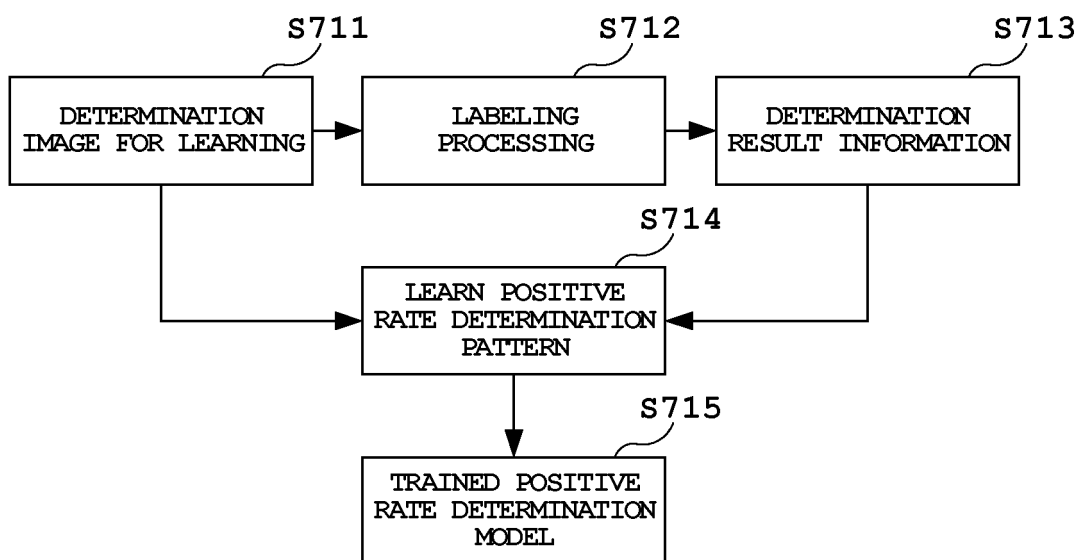 S711
S712
S713
DETERMINATION
IMAGE FOR LEARNING
LABELING
PROCESSING
DETERMINATION
RESULT INFORMATION
S714
LEARN POSITIVE
RATE DETERMINATION
PATTERN
S715
TRAINED POSITIVE
RATE DETERMINATION
MODEL